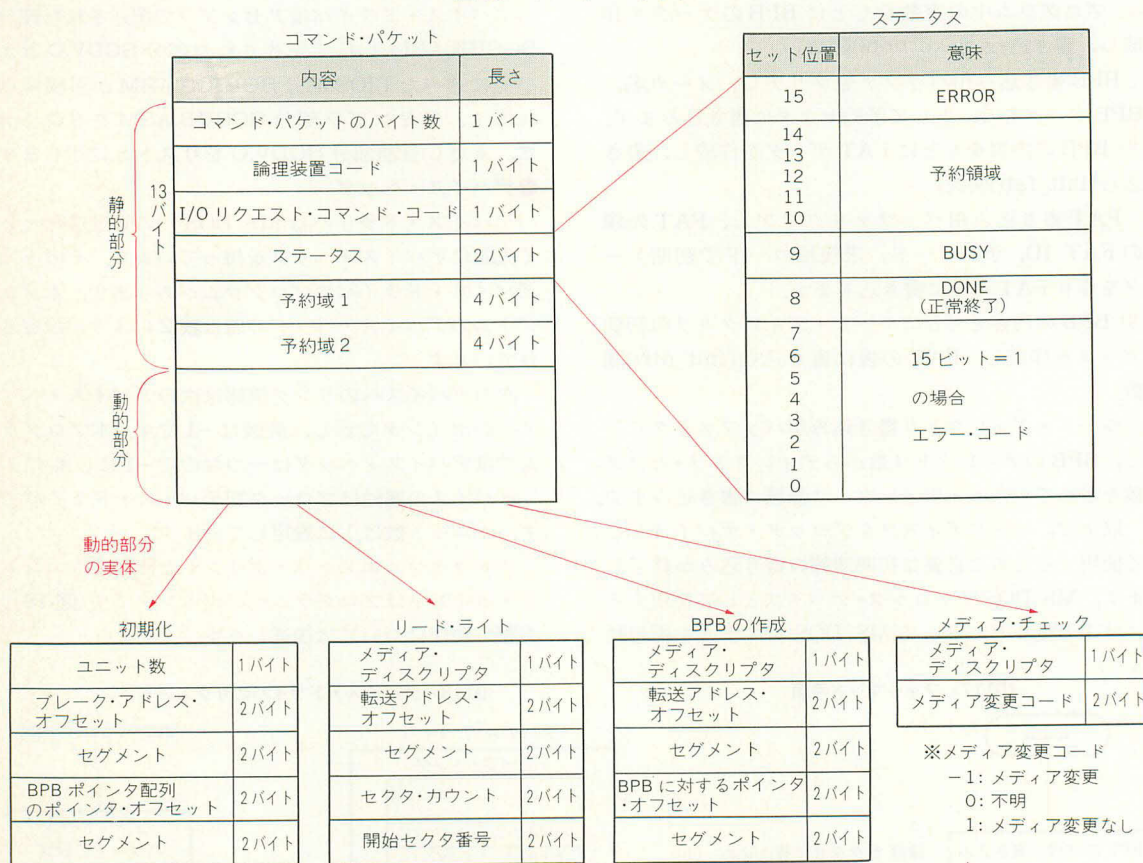 コマンド・パケット
内容 長さ
コマンド・パケットのバイト数 1バイト
論理装置コード 1バイト
I/Oリクエスト・コマンド・コード 1バイト
ステータス 2バイト
予約域1 4バイト
予約域2 4バイト
静的部分
13バイト
動的部分
ステータス
セット位置 意味
15 ERROR
14
13
12
11
10
予約領域
9 BUSY
8 DONE
(正常終了)
7
6
5
4
3
2
1
0
15ビット=1
の場合
エラー・コード
動的部分
の実体
初期化
ユニット数 1バイト
ブレーク・アドレス・
オフセット 2バイト
セグメント 2バイト
BPBポインタ配列
のポインタ・オフセット 2バイト
セグメント 2バイト
リード・ライト
メディア・
ディスクリプタ 1バイト
転送アドレス・
オフセット 2バイト
セグメント 2バイト
セクタ・カウント 2バイト
開始セクタ番号 2バイト
BPBの作成
メディア・
ディスクリプタ 1バイト
転送アドレス・
オフセット 2バイト
セグメント 2バイト
BPBに対するポインタ
・オフセット 2バイト
セグメント 2バイト
メディア・チェック
メディア・
ディスクリプタ 1バイト
メディア変更コード 2バイト
※メディア変更コード
-1:メディア変更
0:不明
1:メディア変更なし